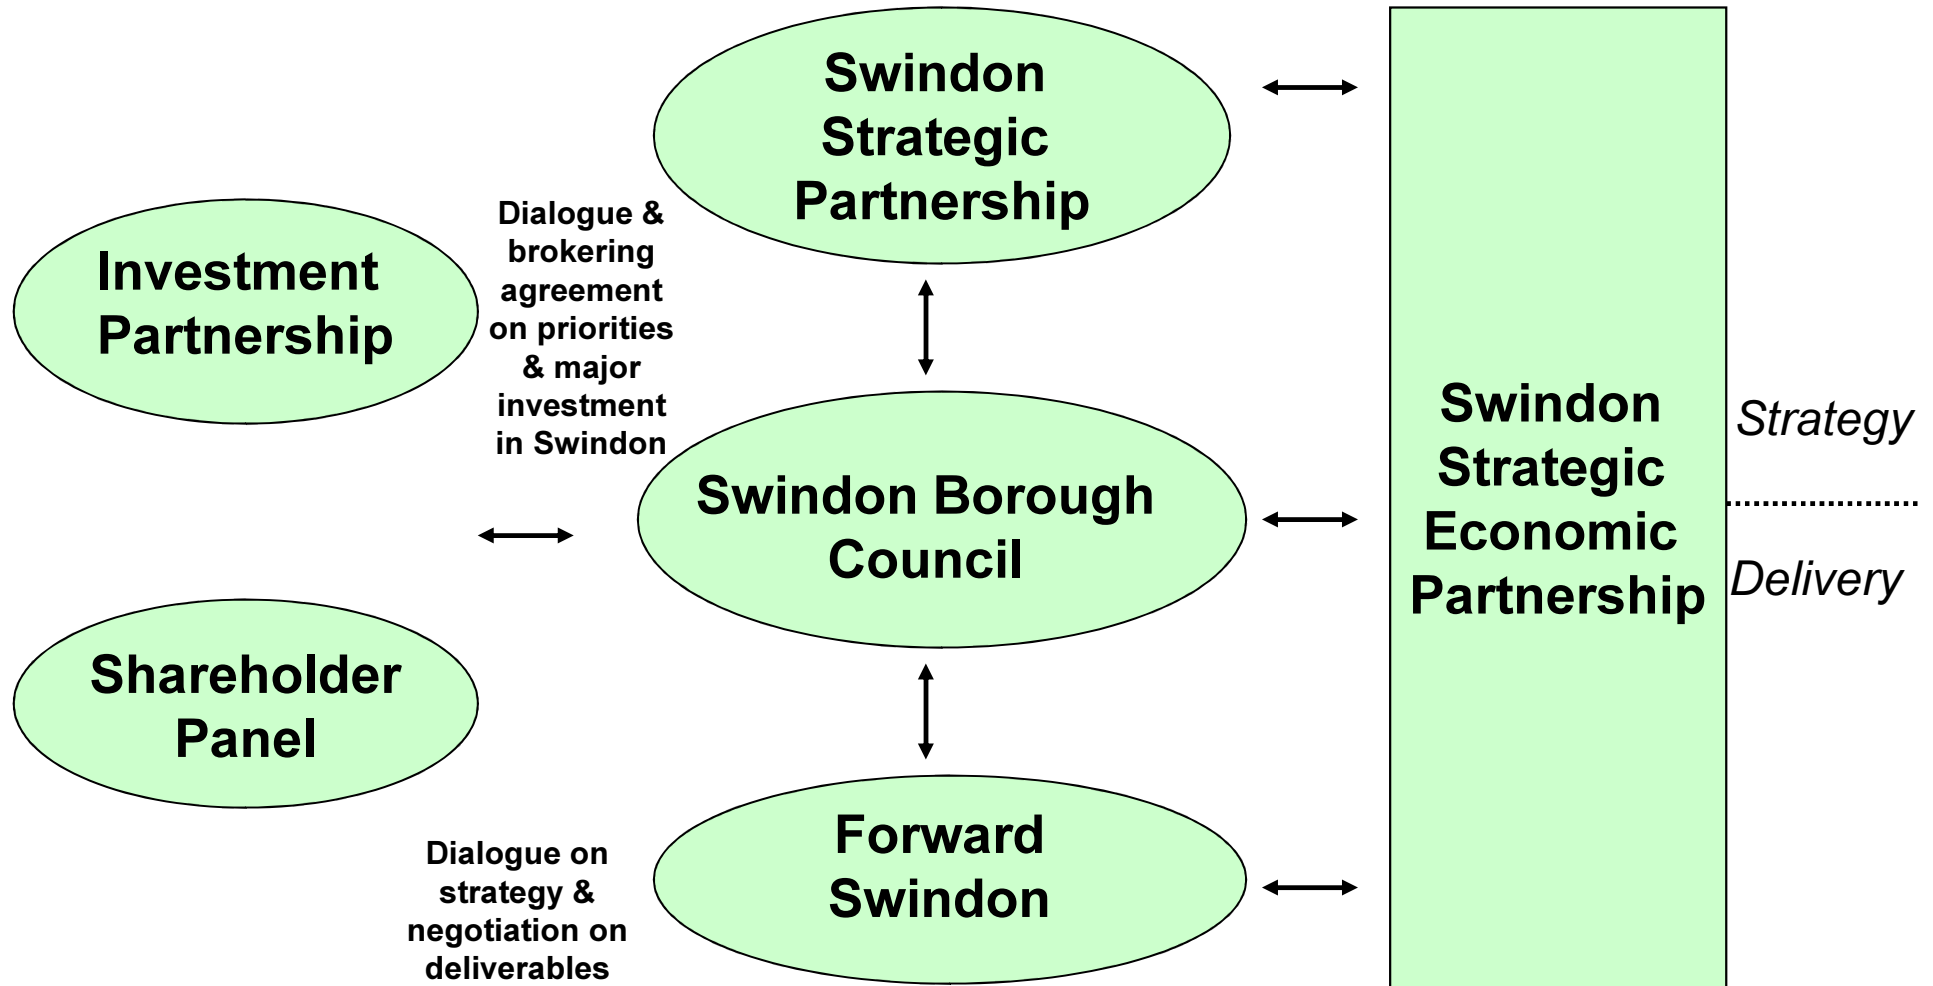 Swindon
Strategic
Partnership
Investment
Partnership
Dialogue &
brokering
agreement
on priorities
& major
investment
in Swindon
Swindon Borough
Council
Shareholder
Panel
Forward
Swindon
Dialogue on
strategy &
negotiation on
deliverables
Swindon
Strategic
Economic
Partnership
Strategy
Delivery